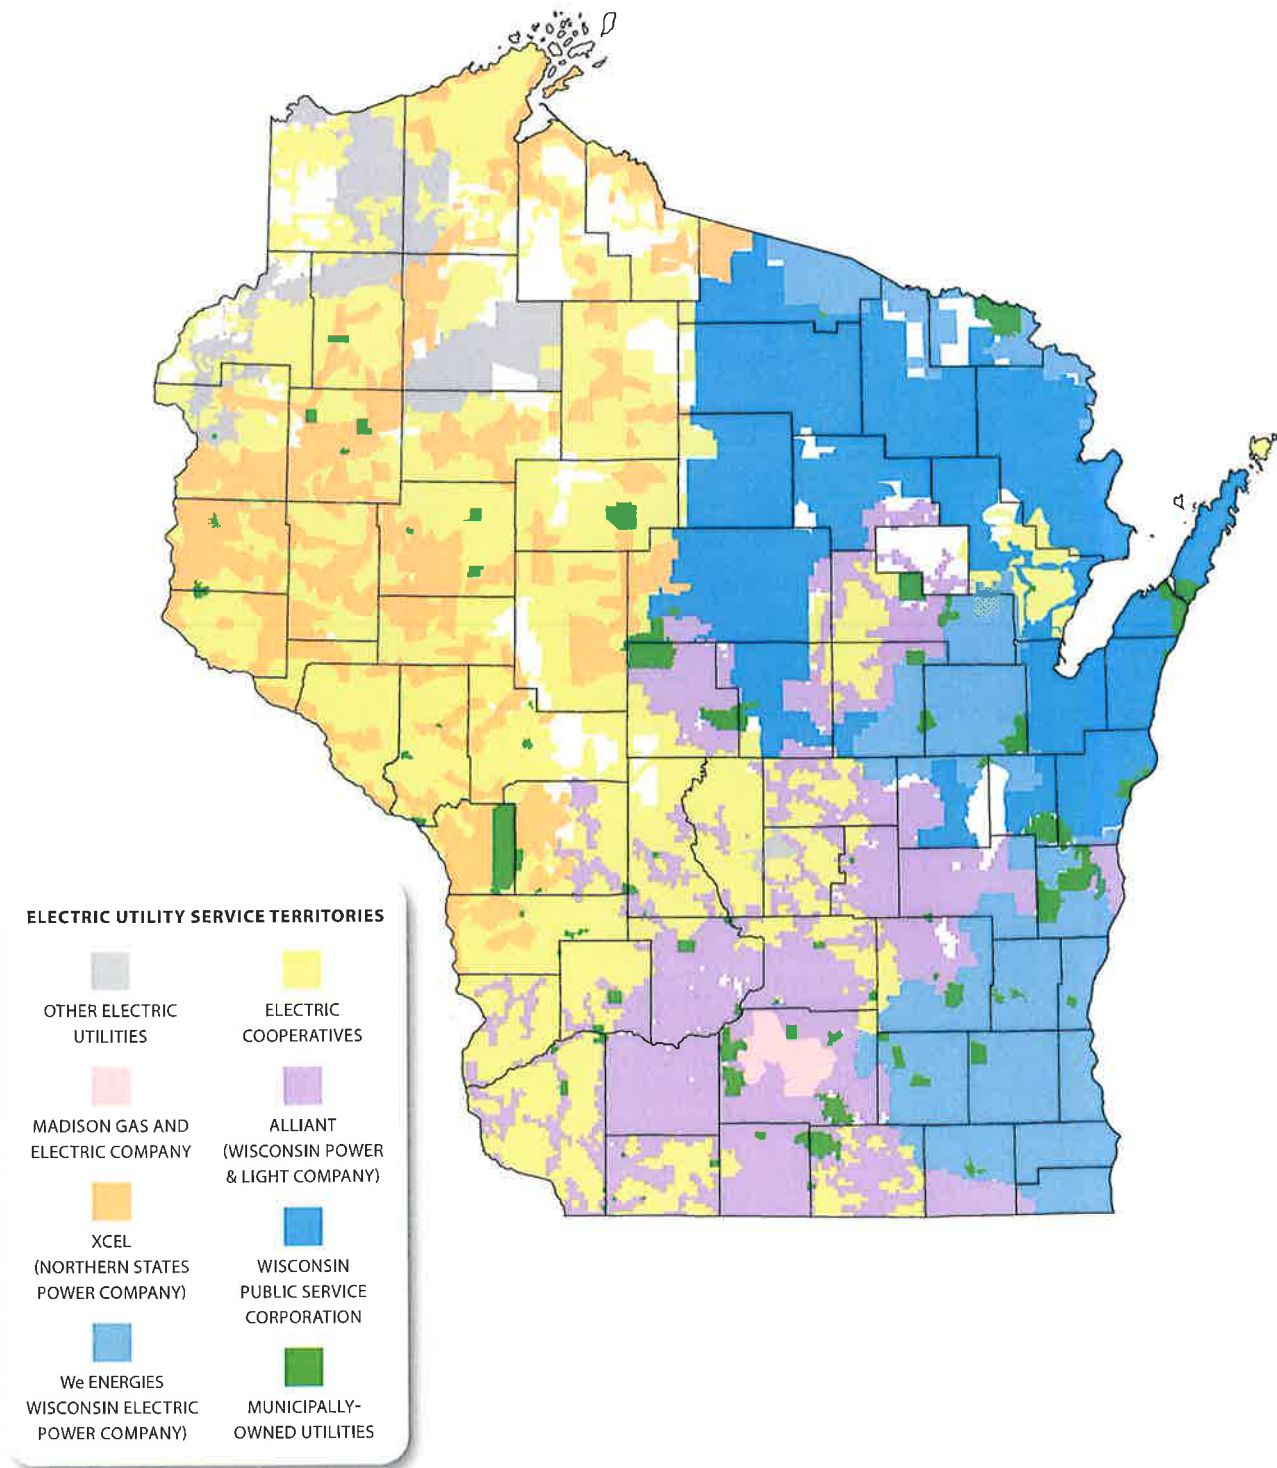 ELECTRIC UTILITY SERVICE TERRITORIES
OTHER ELECTRIC
UTILITIES
ELECTRIC
COOPERATIVES
MADISON GAS AND
ELECTRIC COMPANY
ALLIANT
(WISCONSIN POWER
& LIGHT COMPANY)
XCEL
(NORTHERN STATES
POWER COMPANY)
WISCONSIN
PUBLIC SERVICE
CORPORATION
We ENERGIES
WISCONSIN ELECTRIC
POWER COMPANY)
MUNICIPALLY-
OWNED UTILITIES